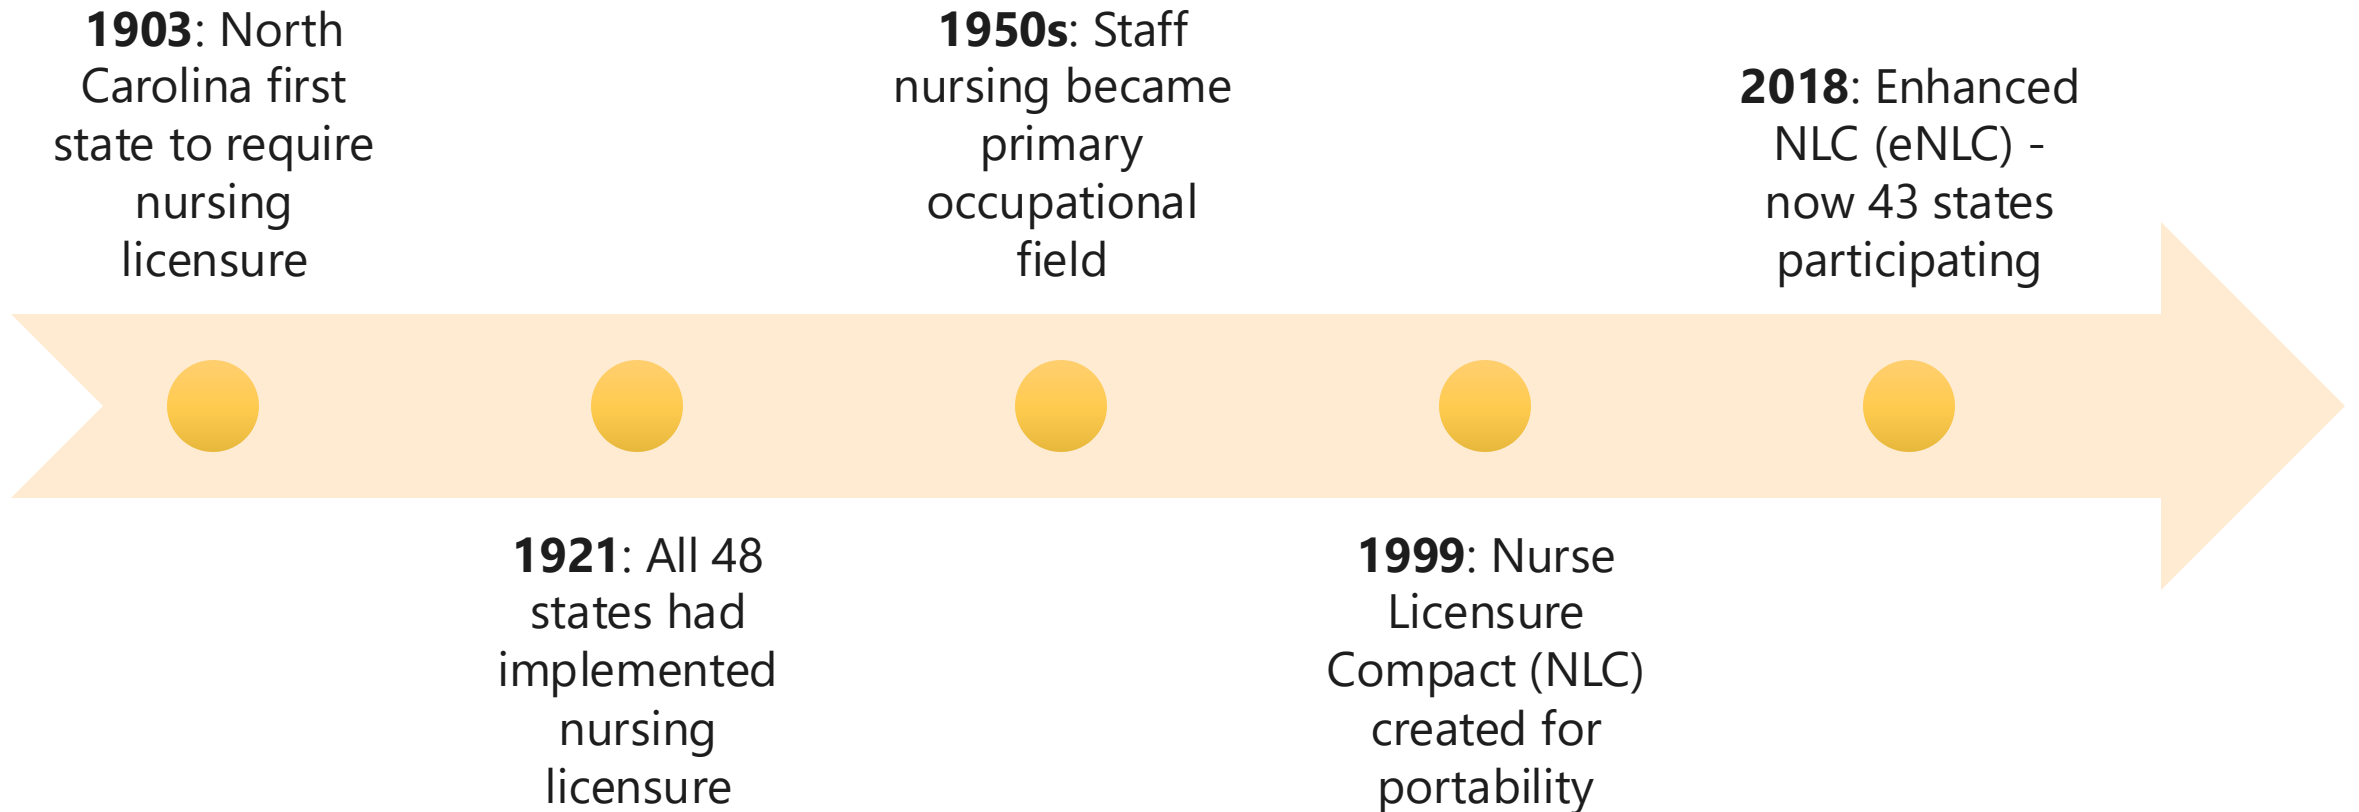 1903: North
Carolina first
state to require
nursing
licensure
1921: All 48
states had
implemented
nursing
licensure
1950s: Staff
nursing became
primary
occupational
field
1999: Nurse
Licensure
Compact (NLC)
created for
portability
2018: Enhanced
NLC (eNLC) -
now 43 states
participating